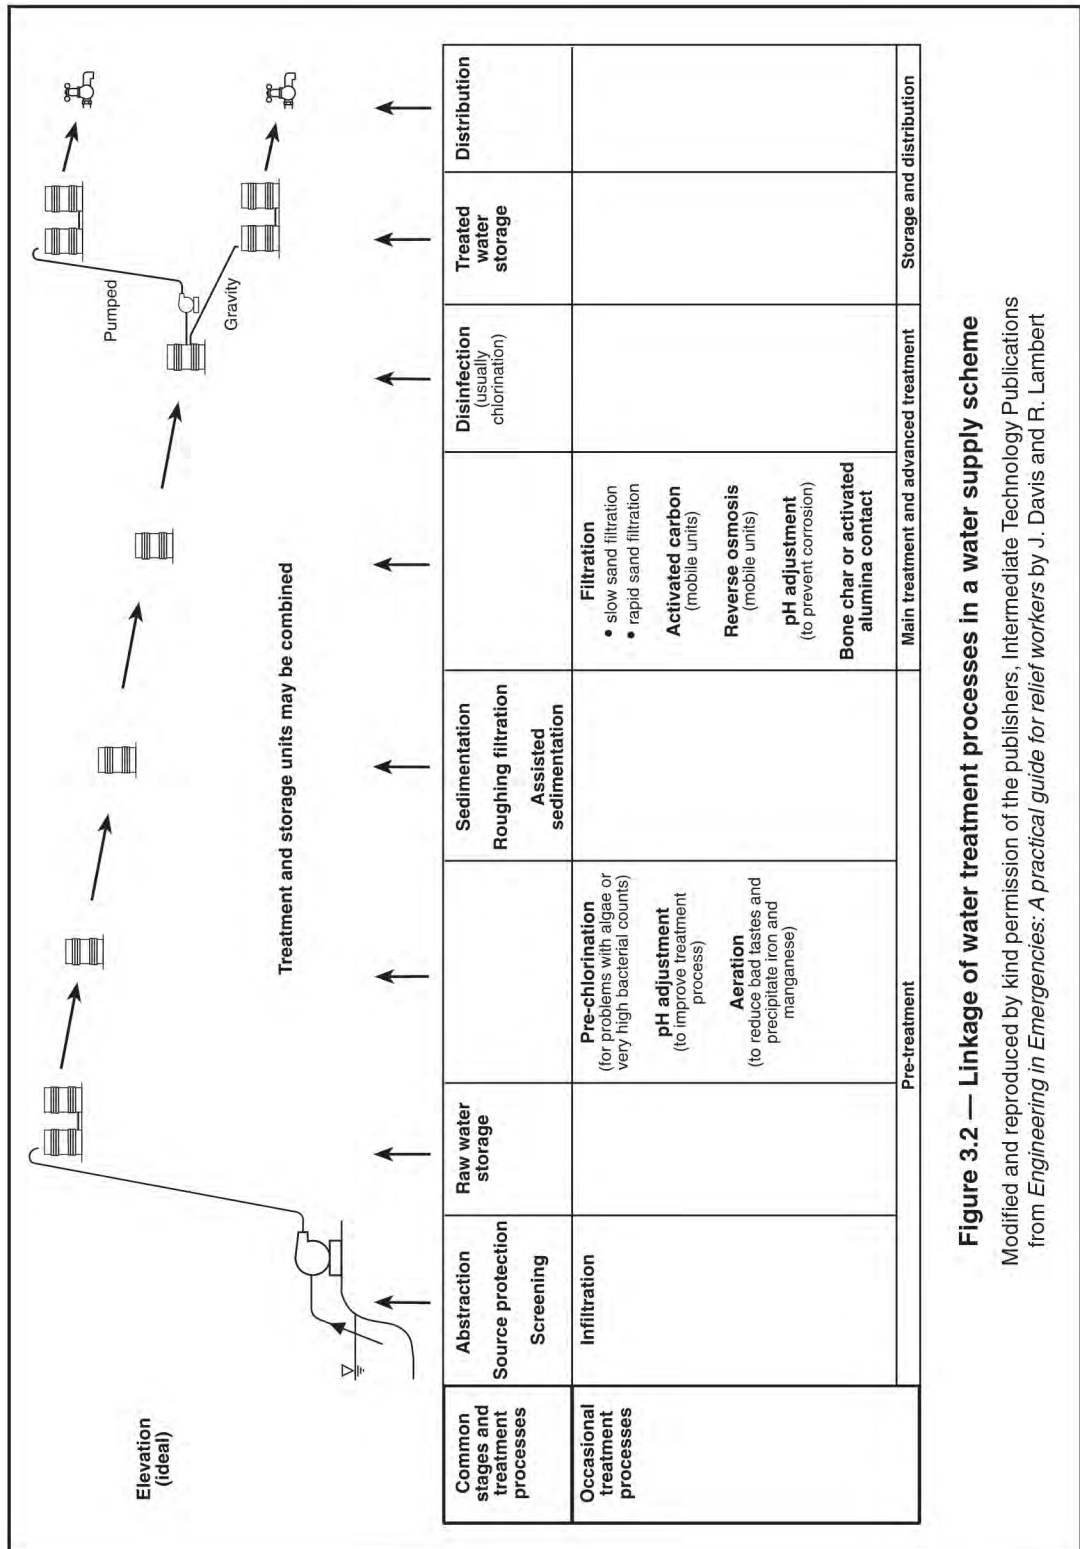 Elevation
(ideal)
Pumped
Gravity
Treatment and storage units may be combined
Common
stages and
treatment
processes
Abstraction
Source protection
Screening
Raw water
storage
Sedimentation
Roughing filtration
Assisted
sedimentation
Disinfection
(usually
chlorination)
Treated
water
storage
Distribution
Occasional
treatment
processes
Infiltration
Pre-chlorination
(for problems with algae or
very high bacterial counts)
pH adjustment
(to improve treatment
process)
Aeration
(to reduce bad tastes and
precipitate iron and
manganese)
Filtration
• slow sand filtration
• rapid sand filtration
Activated carbon
(mobile units)
Reverse osmosis
(mobile units)
pH adjustment
(to prevent corrosion)
Bone char or activated
alumina contact
Pre-treatment
Main treatment and advanced treatment
Storage and distribution
Figure 3.2 — Linkage of water treatment processes in a water supply scheme
Modified and reproduced by kind permission of the publishers, Intermediate Technology Publications
from Engineering in Emergencies: A practical guide for relief workers by J. Davis and R. Lambert